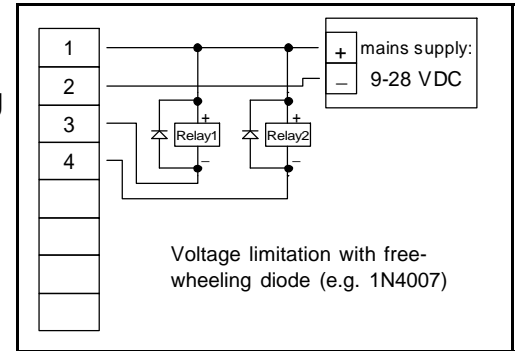 1
2
3
4
+ mains supply:
– 9-28 VDC
+
Relay1
–
+
Relay2
–
Voltage limitation with free-
wheeling diode (e.g. 1N4007)